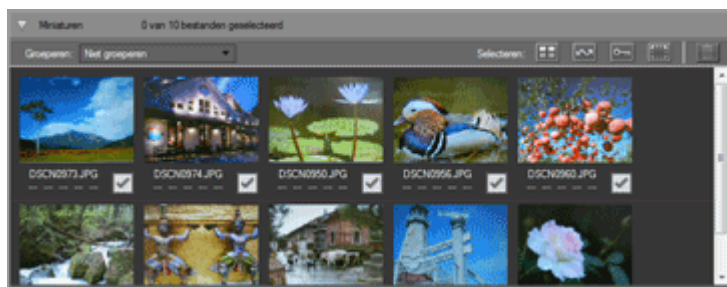 Miniaturen 0 van 10 bestanden geselecteerd
Groeperen: Niet groeperen Selecteren:
DSCN0973.JPG DSCN0974.JPG DSCN0950.JPG DSCN0956.JPG DSCN0960.JPG